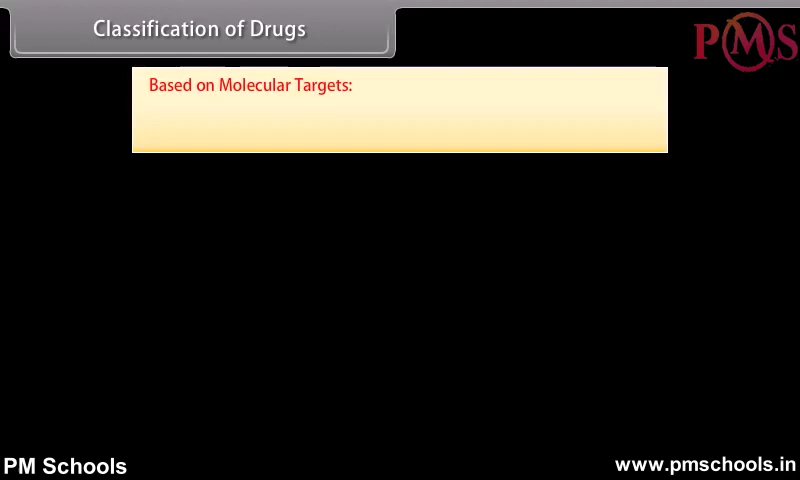 Classification of Drugs
PMS
Based on Molecular Targets:
PM Schools
www.pmschools.in